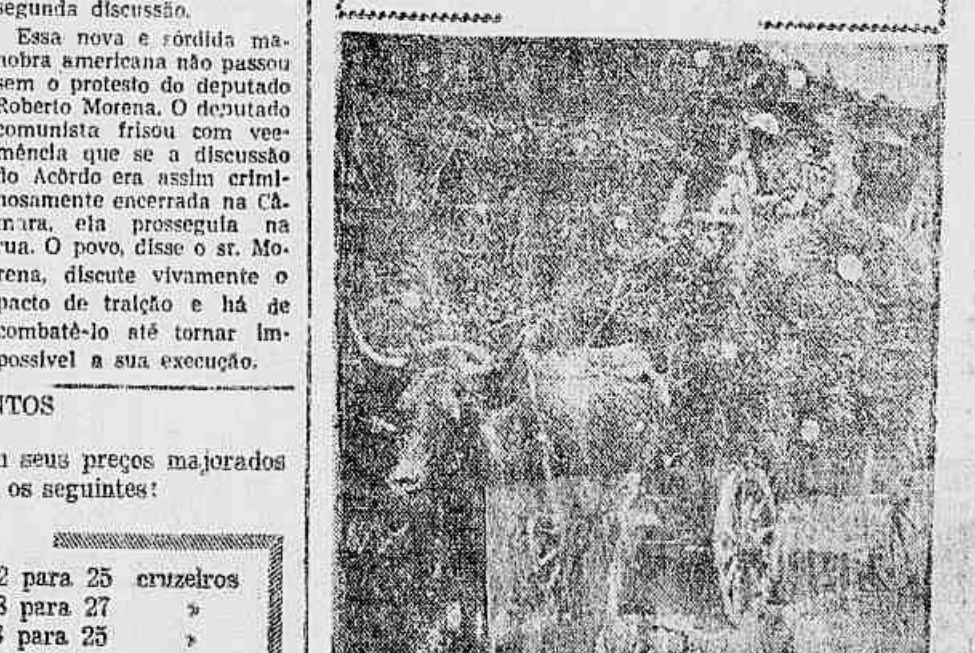 segunda discussão.
Essa nova e sórdida ma-
nobra americana não passou
sem o protesto do deputado
Roberto Morena. O deputado
comunista frisou com vee-
mência que se a discussão
do Acôrdo era assim crimi-
nosamente encerrada na Câ-
mara, ela prosseguia na
rua. O povo, disse o sr. Mo-
rena, discute vivamente o
pacto de traição e há de
combatê-lo até tornar im-
possivel a sua execução.
NTOS
seus preços majorados
os seguintes:
2 para 25 cruzeiros
3 para 27 »
para 25 »